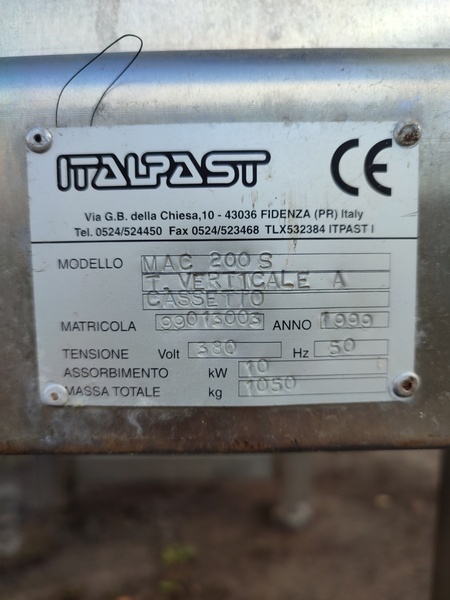 ITALPAST CE
Via G.B. della Chiesa,10 - 43036 FIDENZA (PR) Italy
Tel. 0524/524450 Fax 0524/523468 TLX532384 ITPAST I
MODELLO MAC 200 S
T. VERTICALE A
CASSETTO
MATRICOLA 99013003 ANNO 1999
TENSIONE Volt 380 Hz 50
ASSORBIMENTO kW 10
MASSA TOTALE kg 1050